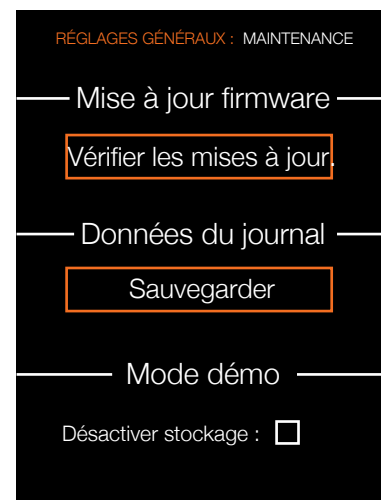 RÉGLAGES GÉNÉRAUX : MAINTENANCE
Mise à jour firmware
Vérifier les mises à jour.
Données du journal
Sauvegarder
Mode démo
Désactiver stockage :